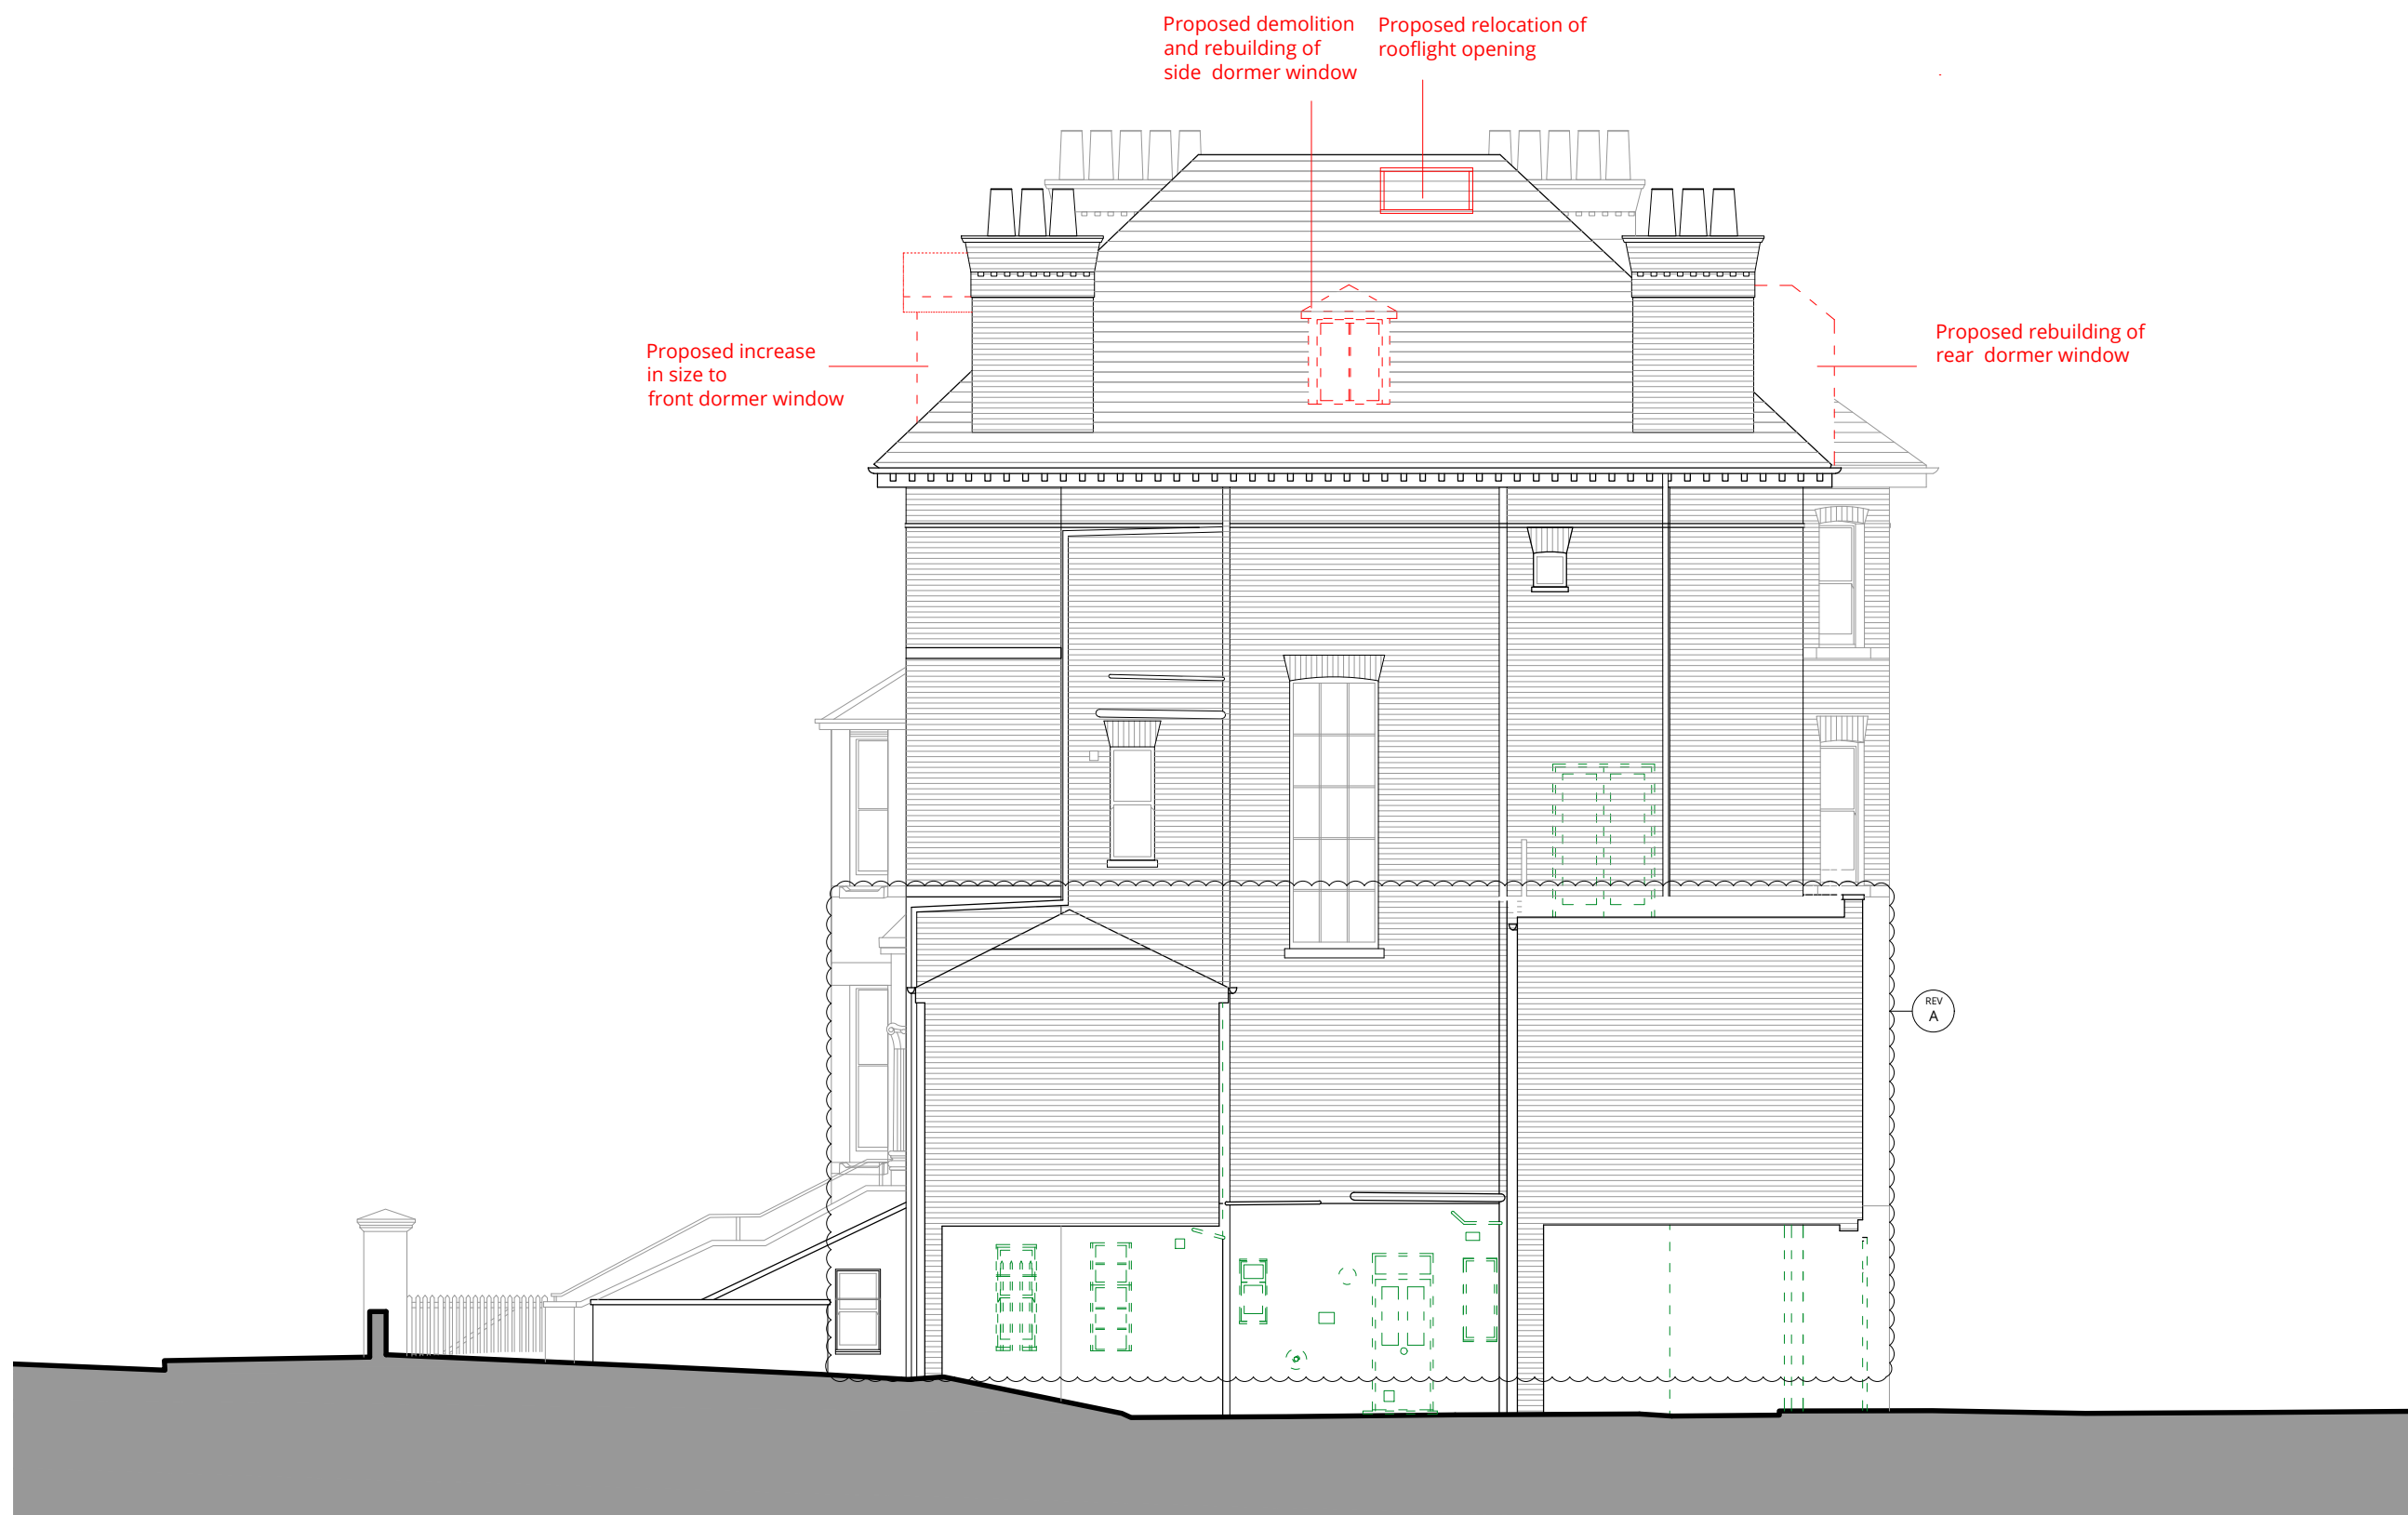 Proposed demolition
and rebuilding of
side dormer window
Proposed relocation of
rooflight opening
Proposed increase
in size to
front dormer window
Proposed rebuilding of
rear dormer window
REV
A